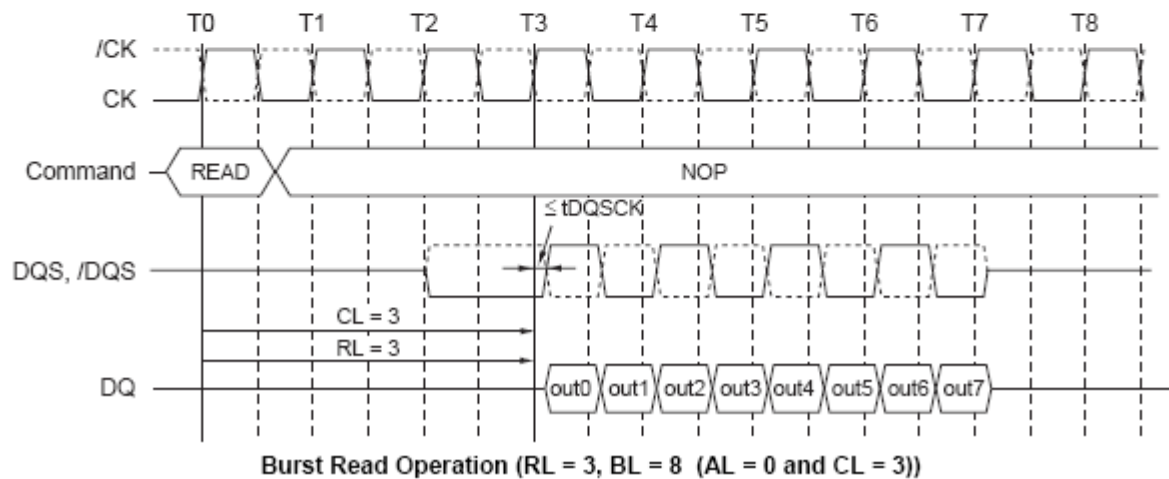 T0 T1 T2 T3 T4 T5 T6 T7 T8
/CK
CK
Command READ NOP
≤ tDQSCK
DQS, /DQS
CL = 3
RL = 3
DQ out0 out1 out2 out3 out4 out5 out6 out7
Burst Read Operation (RL = 3, BL = 8 (AL = 0 and CL = 3))